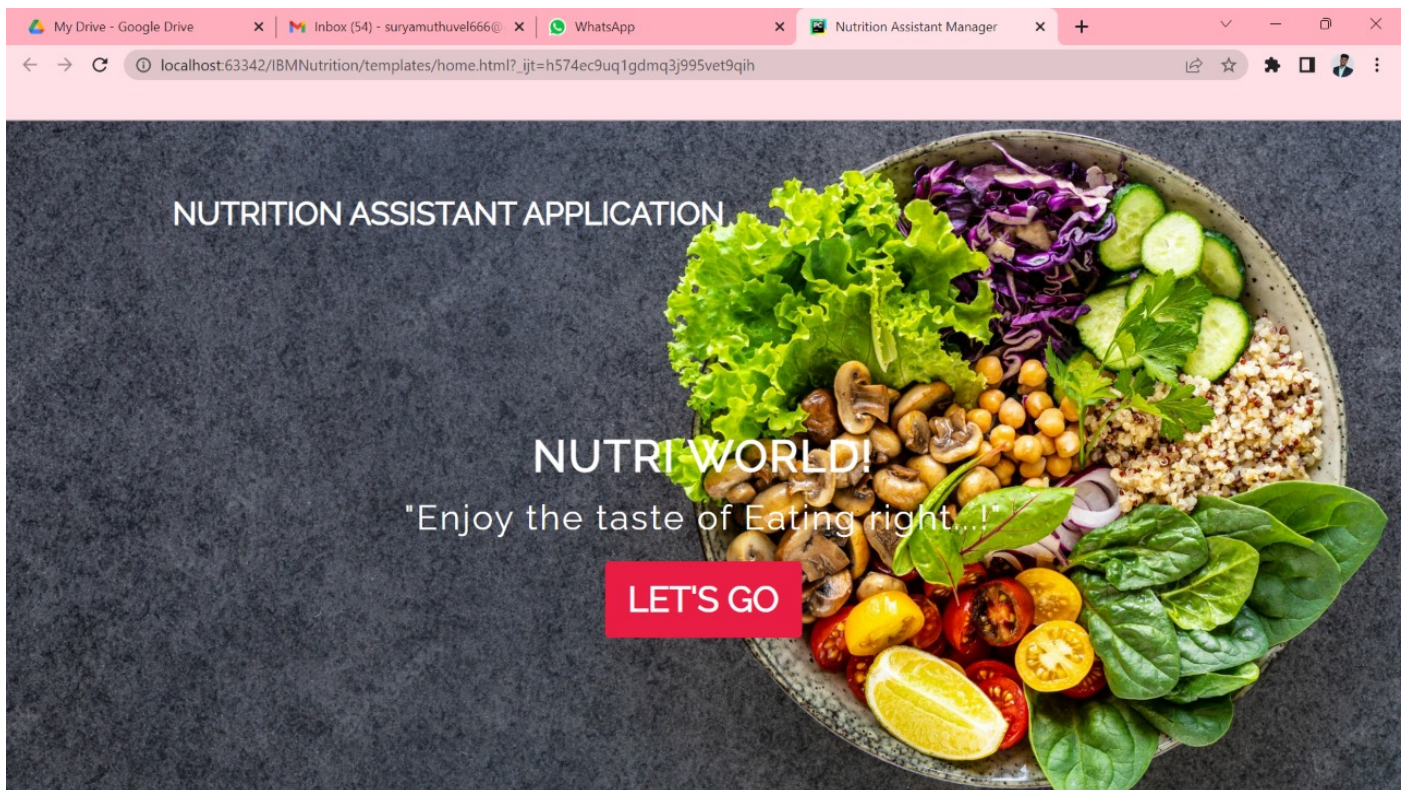 My Drive - Google Drive
Inbox (54) - suryamuthuvel666@
WhatsApp
Nutrition Assistant Manager
localhost:63342/IBMNutrition/templates/home.html?_ijt=h574ec9uq1gdmq3j995vet9qih
NUTRITION ASSISTANT APPLICATION
NUTRI WORLD!
"Enjoy the taste of Eating right...!"
LET'S GO